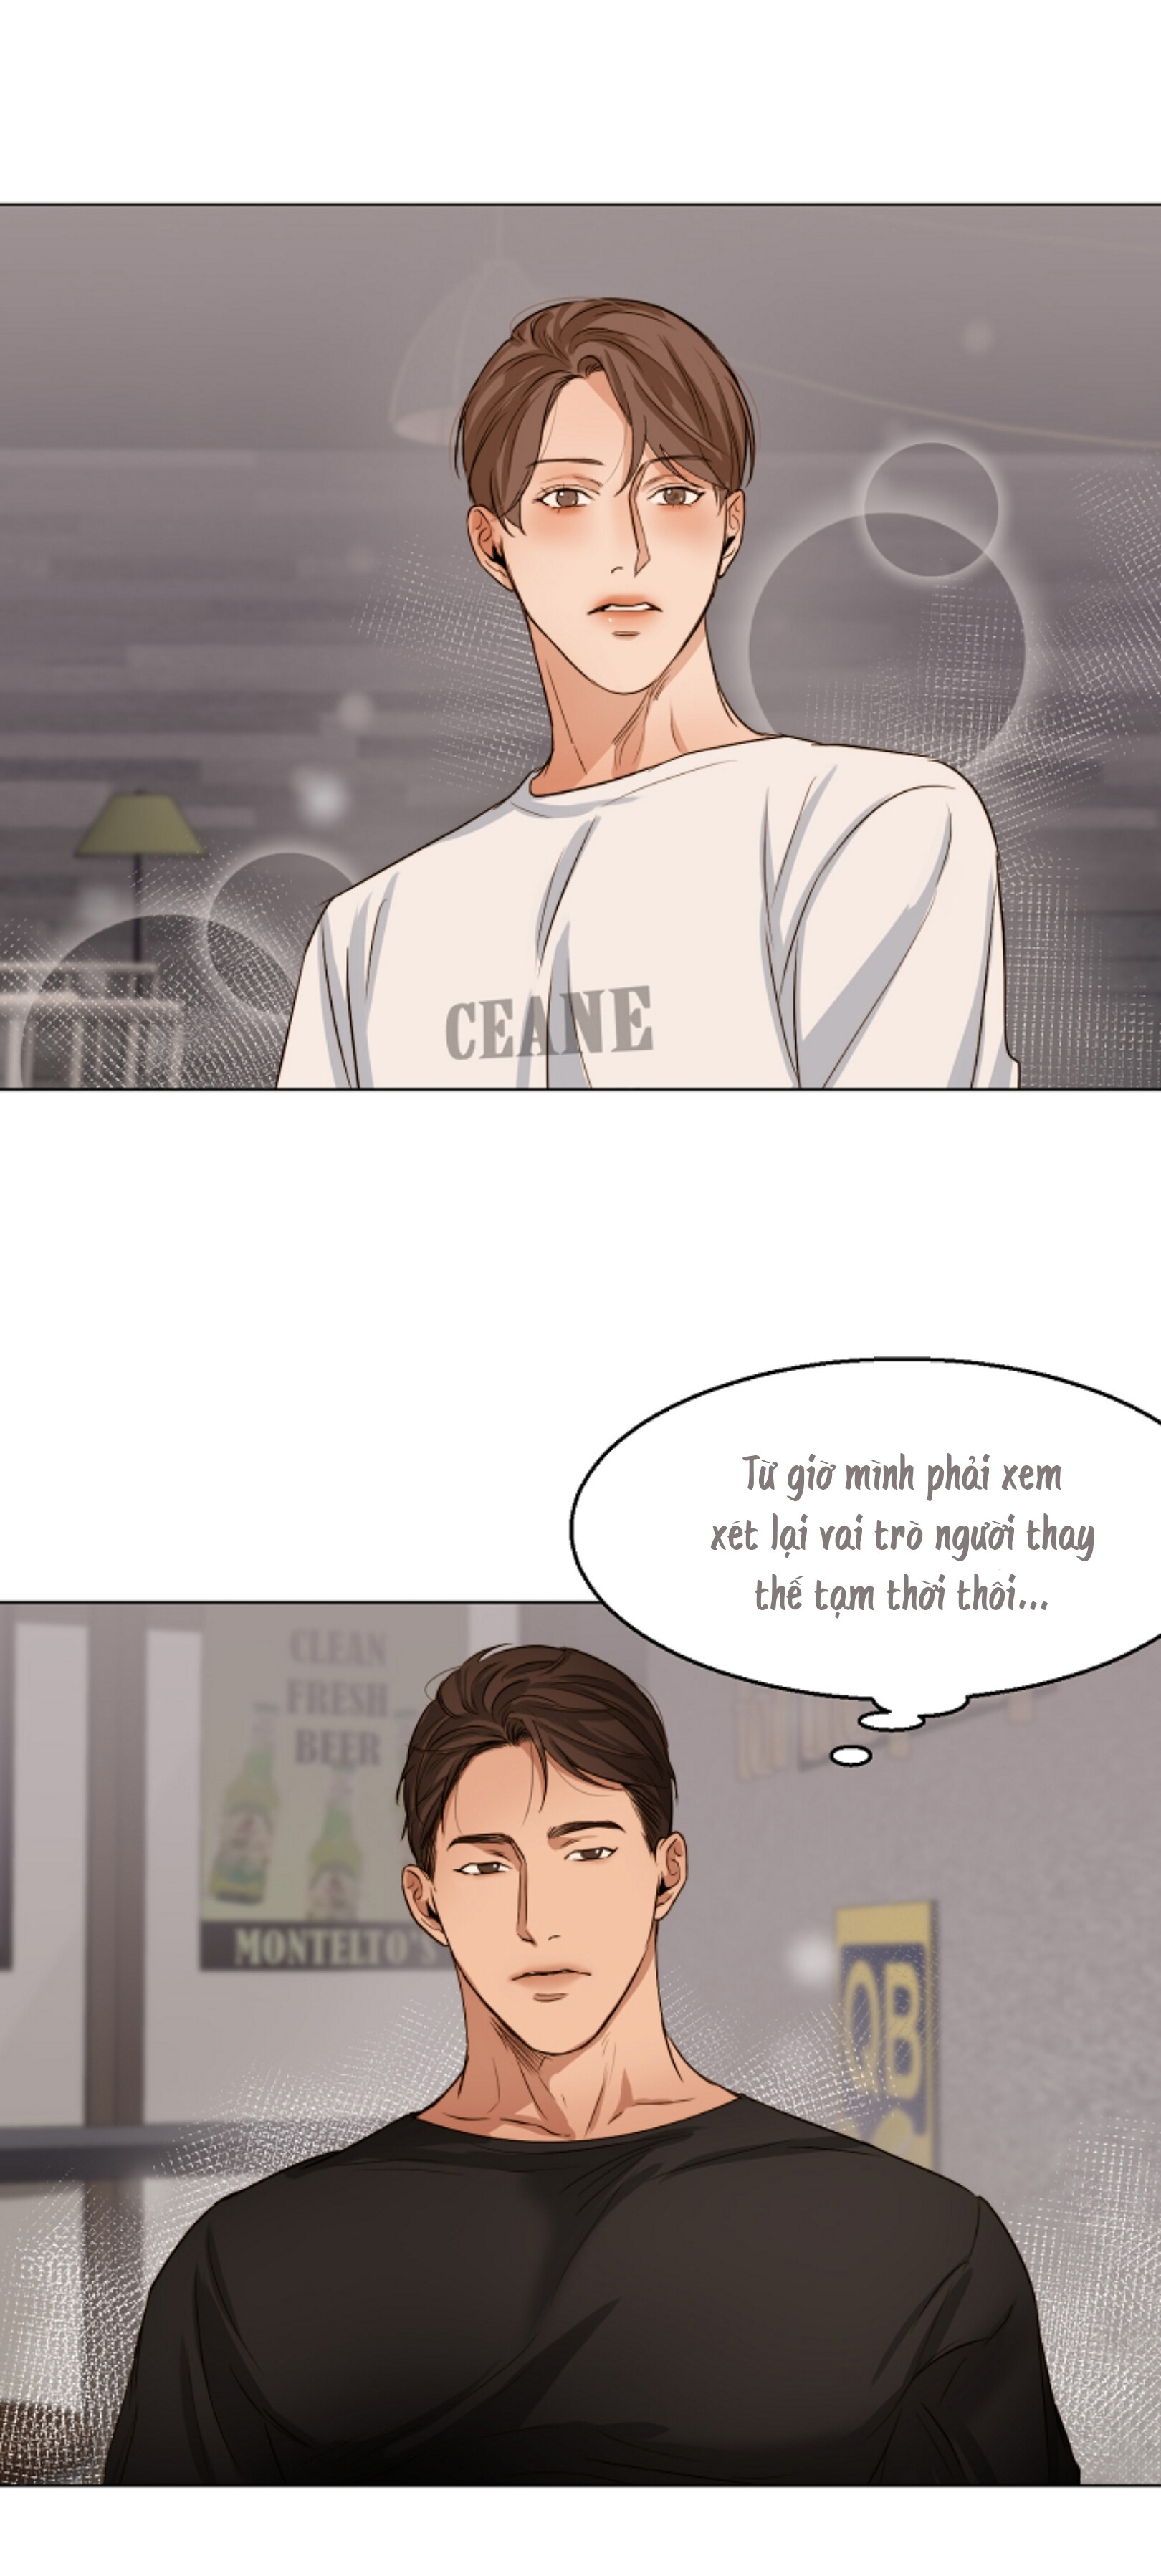 CEANE
Từ giờ mình phải xem
xét lại vai trò người thay
thế tạm thời thôi...
CLEAN
FRESH
BEER
MONTELTO'S
QB